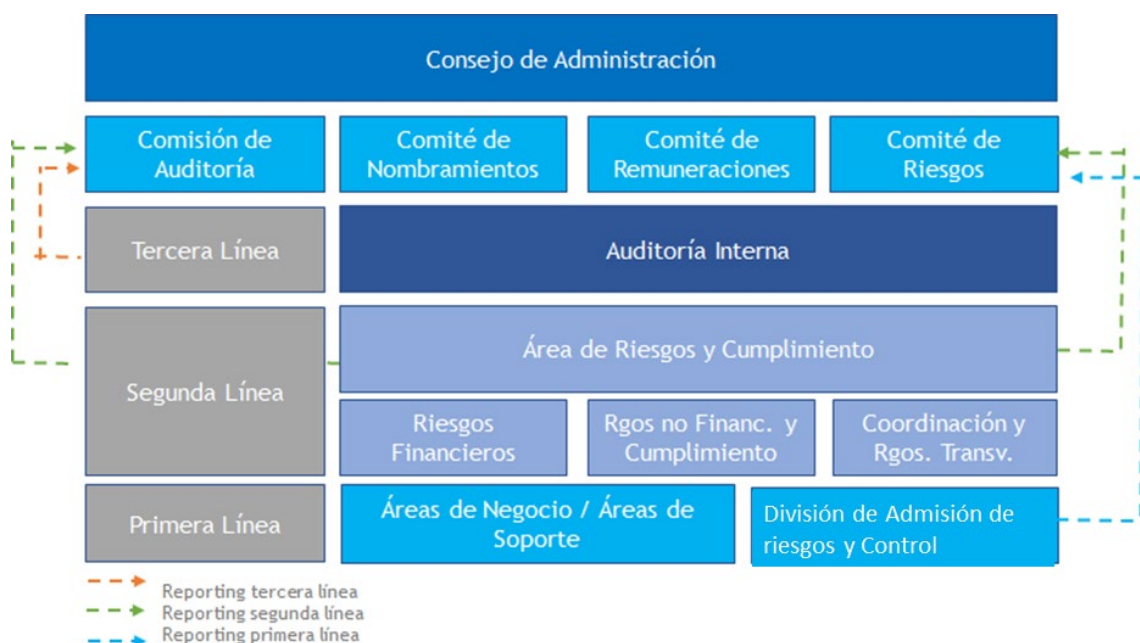 Consejo de Administración
Comisión de
Auditoría
Comité de
Nombramientos
Comité de
Remuneraciones
Comité de
Riesgos
Tercera Línea
Auditoría Interna
Segunda Línea
Área de Riesgos y Cumplimiento
Riesgos
Financieros
Rgos no Financ. y
Cumplimiento
Coordinación y
Rgos. Transv.
Primera Línea
Áreas de Negocio / Áreas de
Soporte
División de Admisión de
riesgos y Control
Reporting tercera línea
Reporting segunda línea
Reporting primera línea